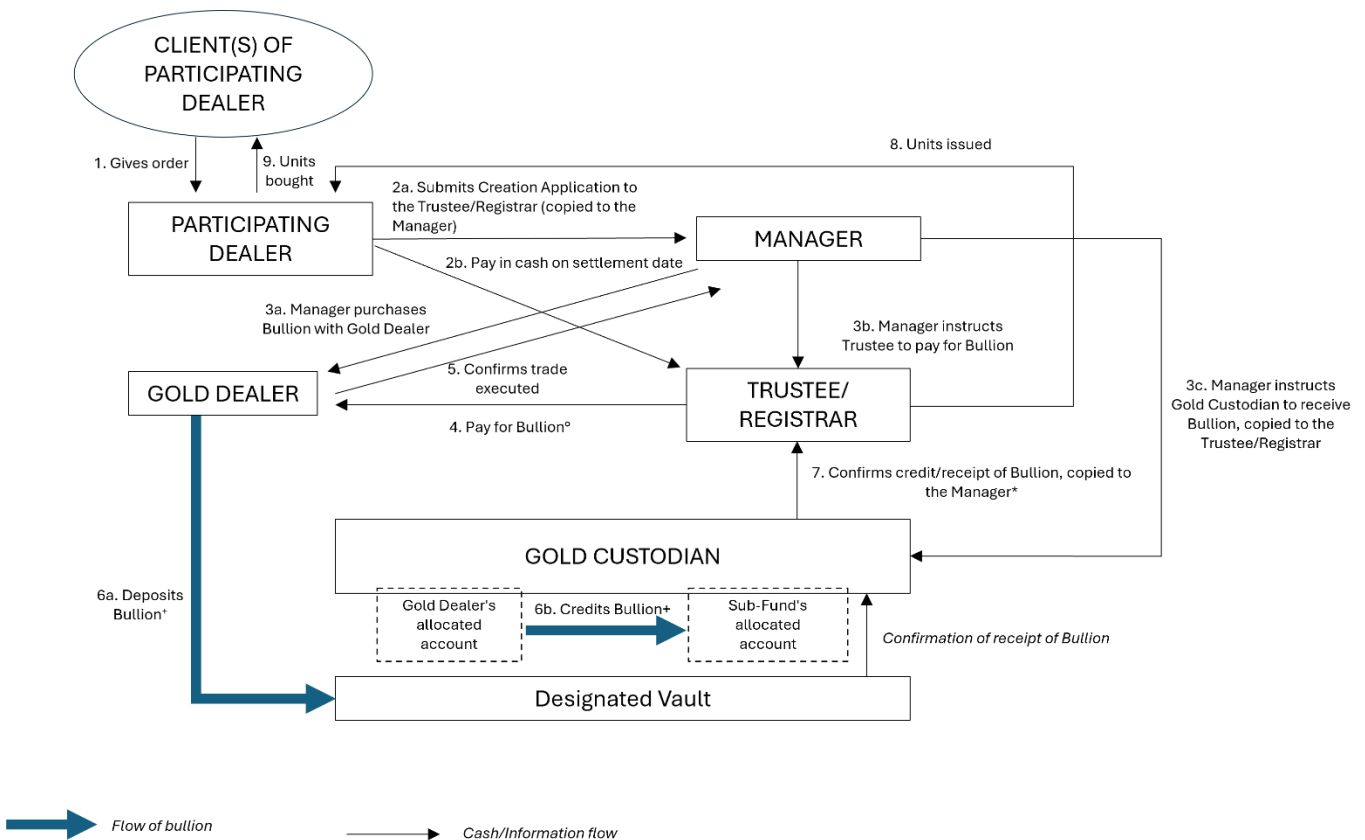 CLIENT(S) OF
PARTICIPATING
DEALER
1. Gives order
9. Units
bought
8. Units issued
2a. Submits Creation Application to
the Trustee/Registrar (copied to the
Manager)
PARTICIPATING
DEALER
MANAGER
2b. Pay in cash on settlement date
3a. Manager purchases
Bullion with Gold Dealer
3b. Manager instructs
Trustee to pay for Bullion
5. Confirms trade
executed
GOLD DEALER
TRUSTEE/
REGISTRAR
3c. Manager instructs
Gold Custodian to receive
Bullion, copied to the
Trustee/Registrar
4. Pay for Bullion°
7. Confirms credit/receipt of Bullion, copied to
the Manager*
GOLD CUSTODIAN
6a. Deposits
Bullion⁺
Gold Dealer's
allocated
account
6b. Credits Bullion+
Sub-Fund's
allocated
account
Confirmation of receipt of Bullion
Designated Vault
Flow of bullion
Cash/Information flow